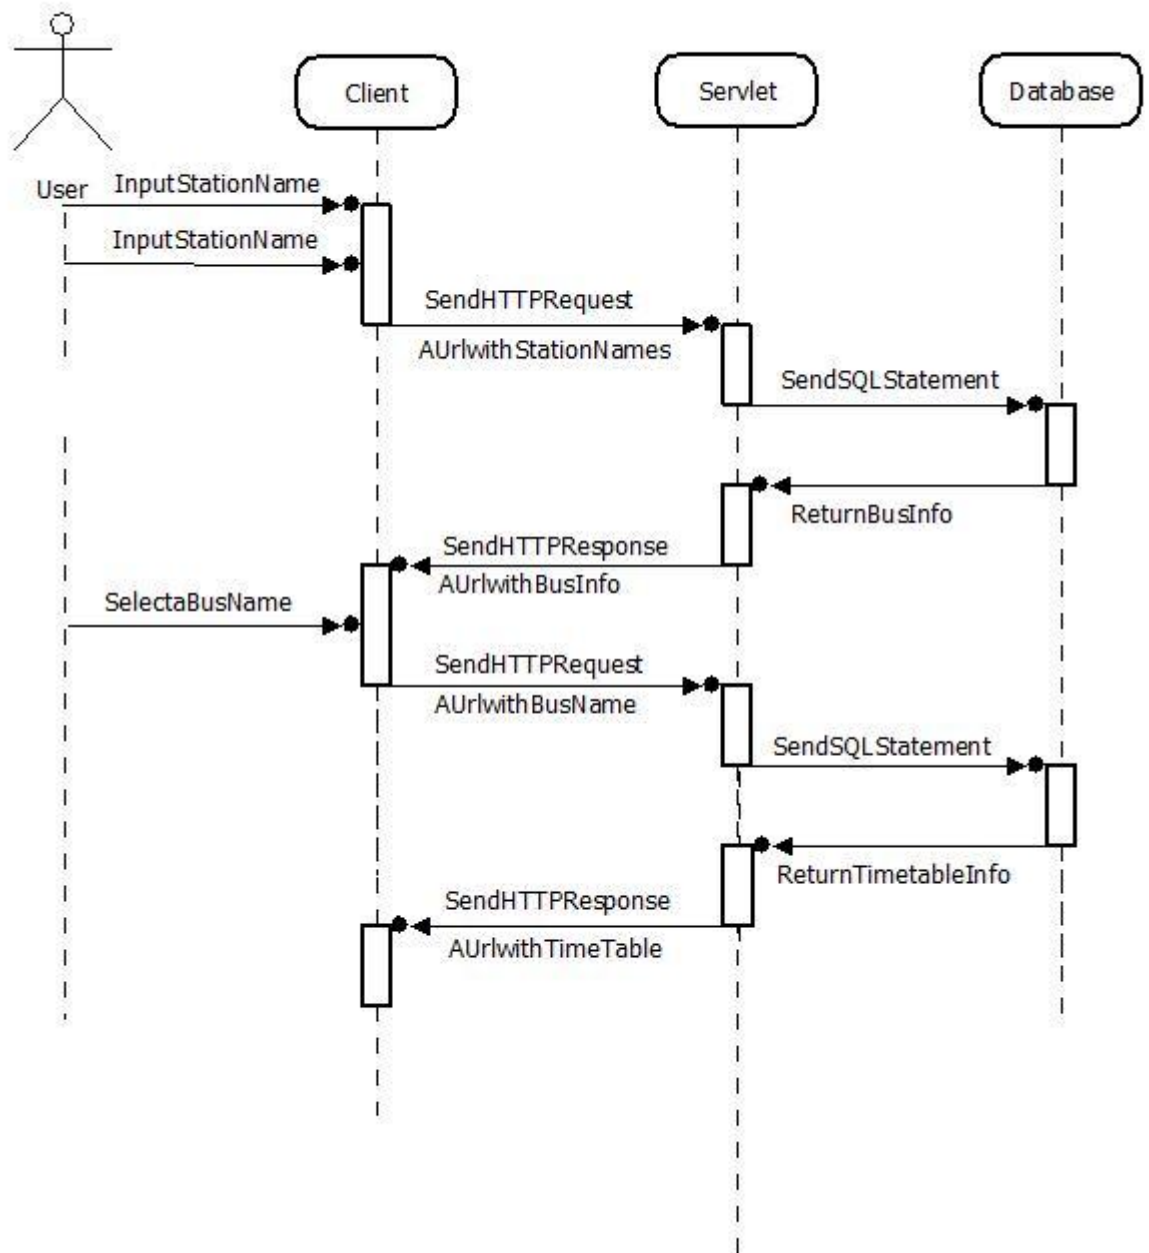 Client
Servlet
Database
User
InputStationName
InputStationName
SendHTTPRequest
AUrlwithStationNames
SendSQLStatement
ReturnBusInfo
SendHTTPResponse
AUrlwithBusInfo
SelectaBusName
SendHTTPRequest
AUrlwithBusName
SendSQLStatement
ReturnTimetableInfo
SendHTTPResponse
AUrlwithTimeTable